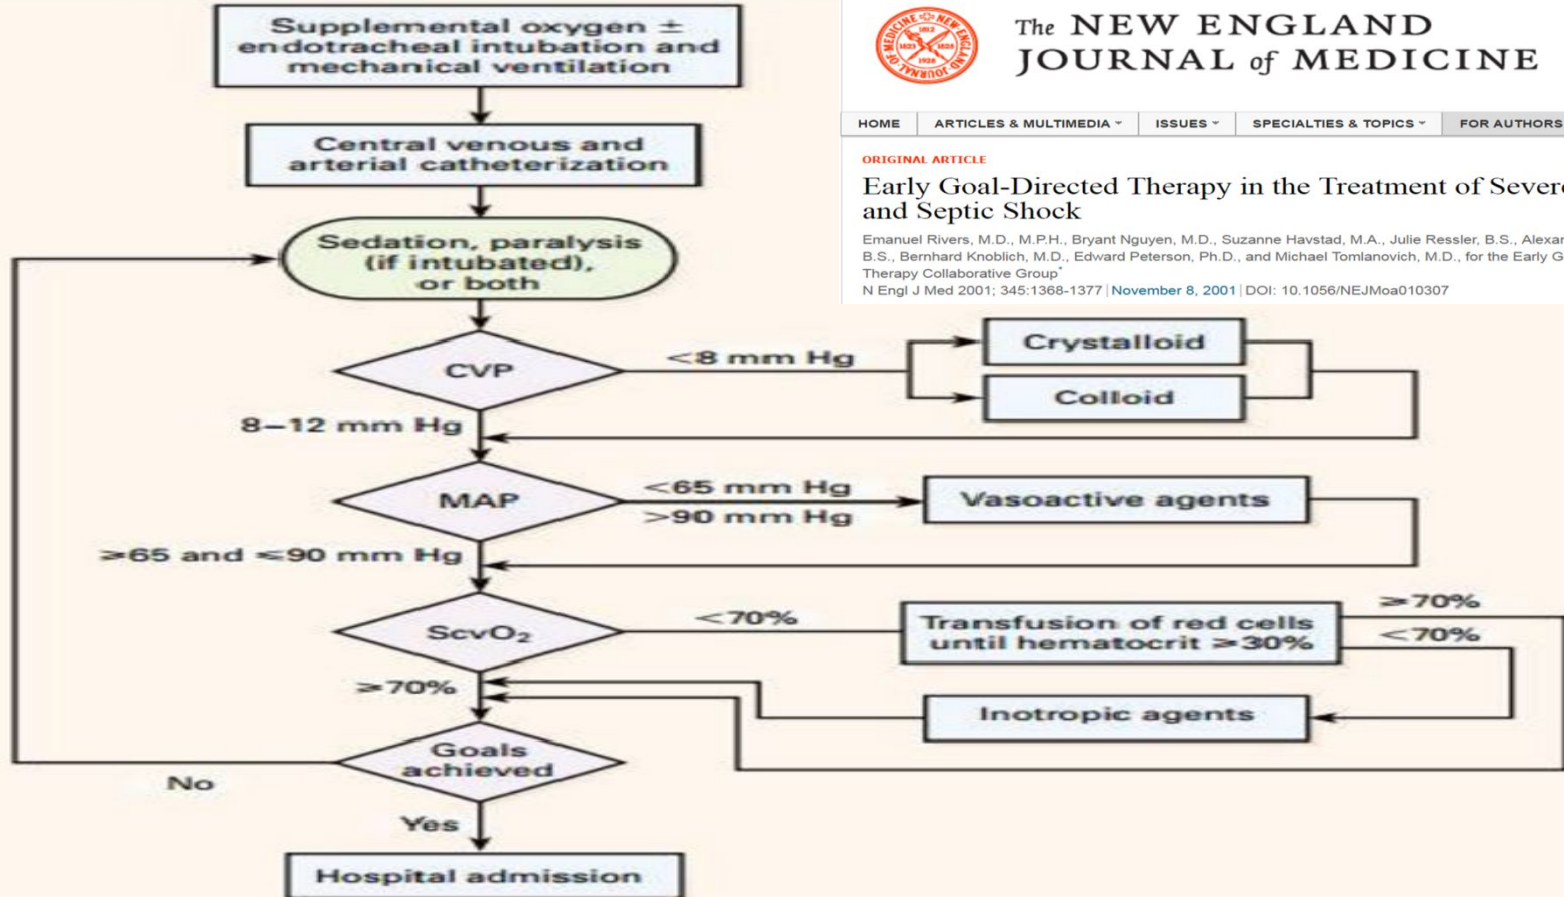 Supplemental oxygen ±
endotracheal intubation and
mechanical ventilation
Central venous and
arterial catheterization
Sedation, paralysis
(if intubated),
or both
CVP
<8 mm Hg
Crystalloid
Colloid
8–12 mm Hg
MAP
<65 mm Hg
>90 mm Hg
Vasoactive agents
≥65 and ≤90 mm Hg
ScvO₂
<70%
Transfusion of red cells
until hematocrit ≥30%
≥70%
<70%
≥70%
Inotropic agents
Goals
achieved
No
Yes
Hospital admission
The NEW ENGLAND
JOURNAL of MEDICINE
HOME ARTICLES & MULTIMEDIA ISSUES SPECIALTIES & TOPICS FOR AUTHORS
ORIGINAL ARTICLE
Early Goal-Directed Therapy in the Treatment of Severe
and Septic Shock
Emanuel Rivers, M.D., M.P.H., Bryant Nguyen, M.D., Suzanne Havstad, M.A., Julie Ressler, B.S.,
B.S., Bernhard Knoblich, M.D., Edward Peterson, Ph.D., and Michael Tomlanovich, M.D., for the Early
Therapy Collaborative Group*
N Engl J Med 2001; 345:1368-1377 | November 8, 2001 | DOI: 10.1056/NEJMoa010307